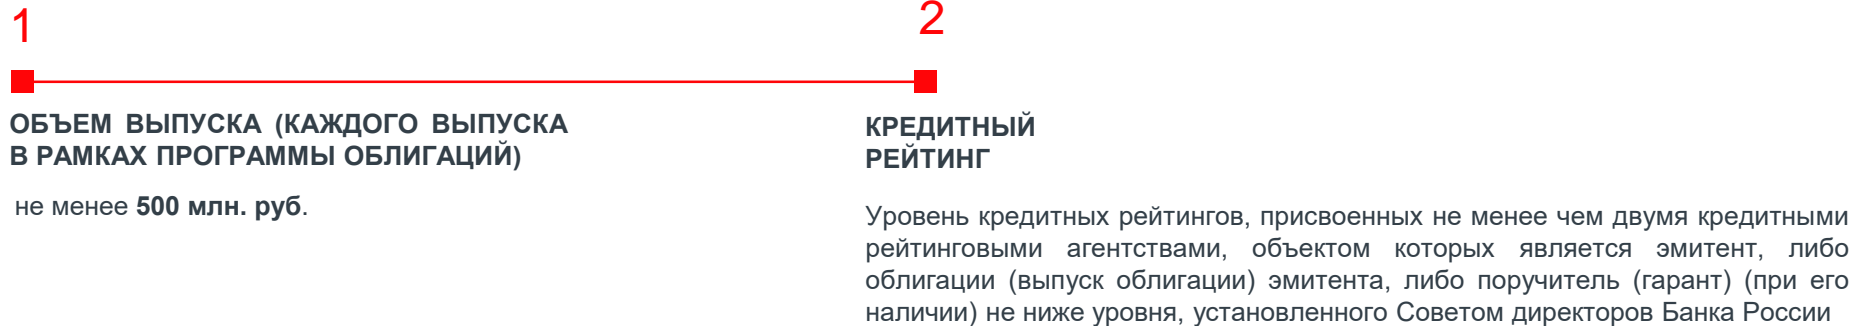 1
ОБЪЕМ ВЫПУСКА (КАЖДОГО ВЫПУСКА
В РАМКАХ ПРОГРАММЫ ОБЛИГАЦИЙ)
не менее 500 млн. руб.
2
КРЕДИТНЫЙ
РЕЙТИНГ
Уровень кредитных рейтингов, присвоенных не менее чем двумя кредитными
рейтинговыми агентствами, объектом которых является эмитент, либо
облигации (выпуск облигации) эмитента, либо поручитель (гарант) (при его
наличии) не ниже уровня, установленного Советом директоров Банка России